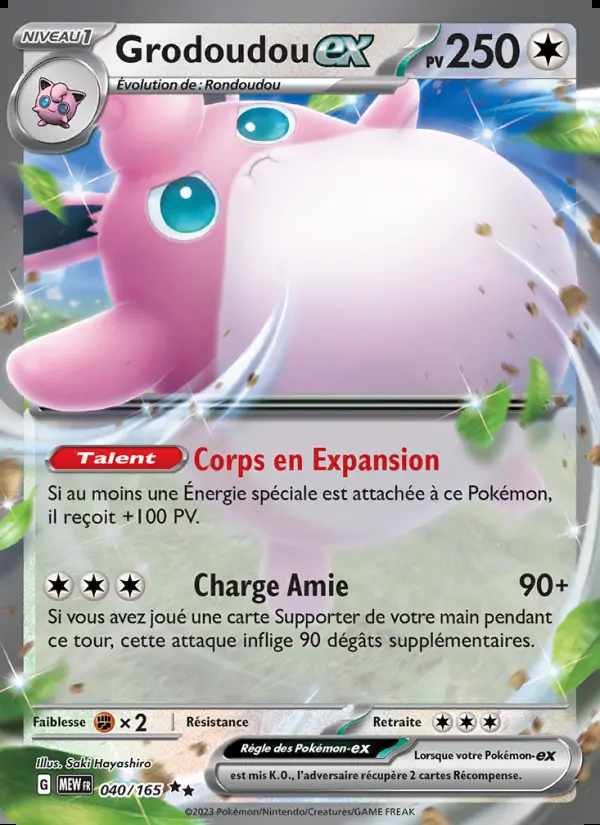 NIVEAU 1
Grodoudou ex PV 250
Évolution de : Rondoudou
Talent Corps en Expansion
Si au moins une Énergie spéciale est attachée à ce Pokémon,
il reçoit +100 PV.
Charge Amie 90+
Si vous avez joué une carte Supporter de votre main pendant
ce tour, cette attaque inflige 90 dégâts supplémentaires.
Faiblesse ×2 Résistance Retraite
Règle des Pokémon-ex Lorsque votre Pokémon-ex
est mis K.O., l'adversaire récupère 2 cartes Récompense.
Illus. Saki Hayashiro
G MEW FR 040/165
©2023 Pokémon/Nintendo/Creatures/GAME FREAK